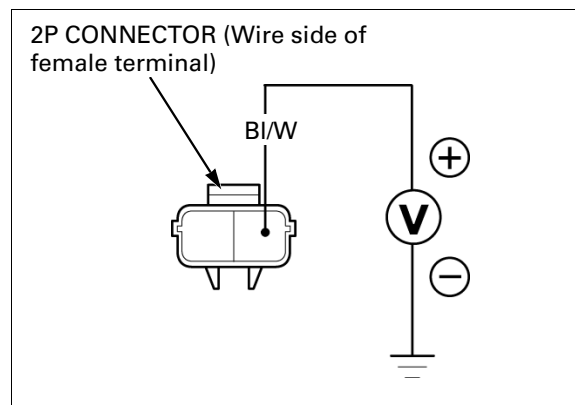 2P CONNECTOR (Wire side of
female terminal)
Bl/W
+
V
−